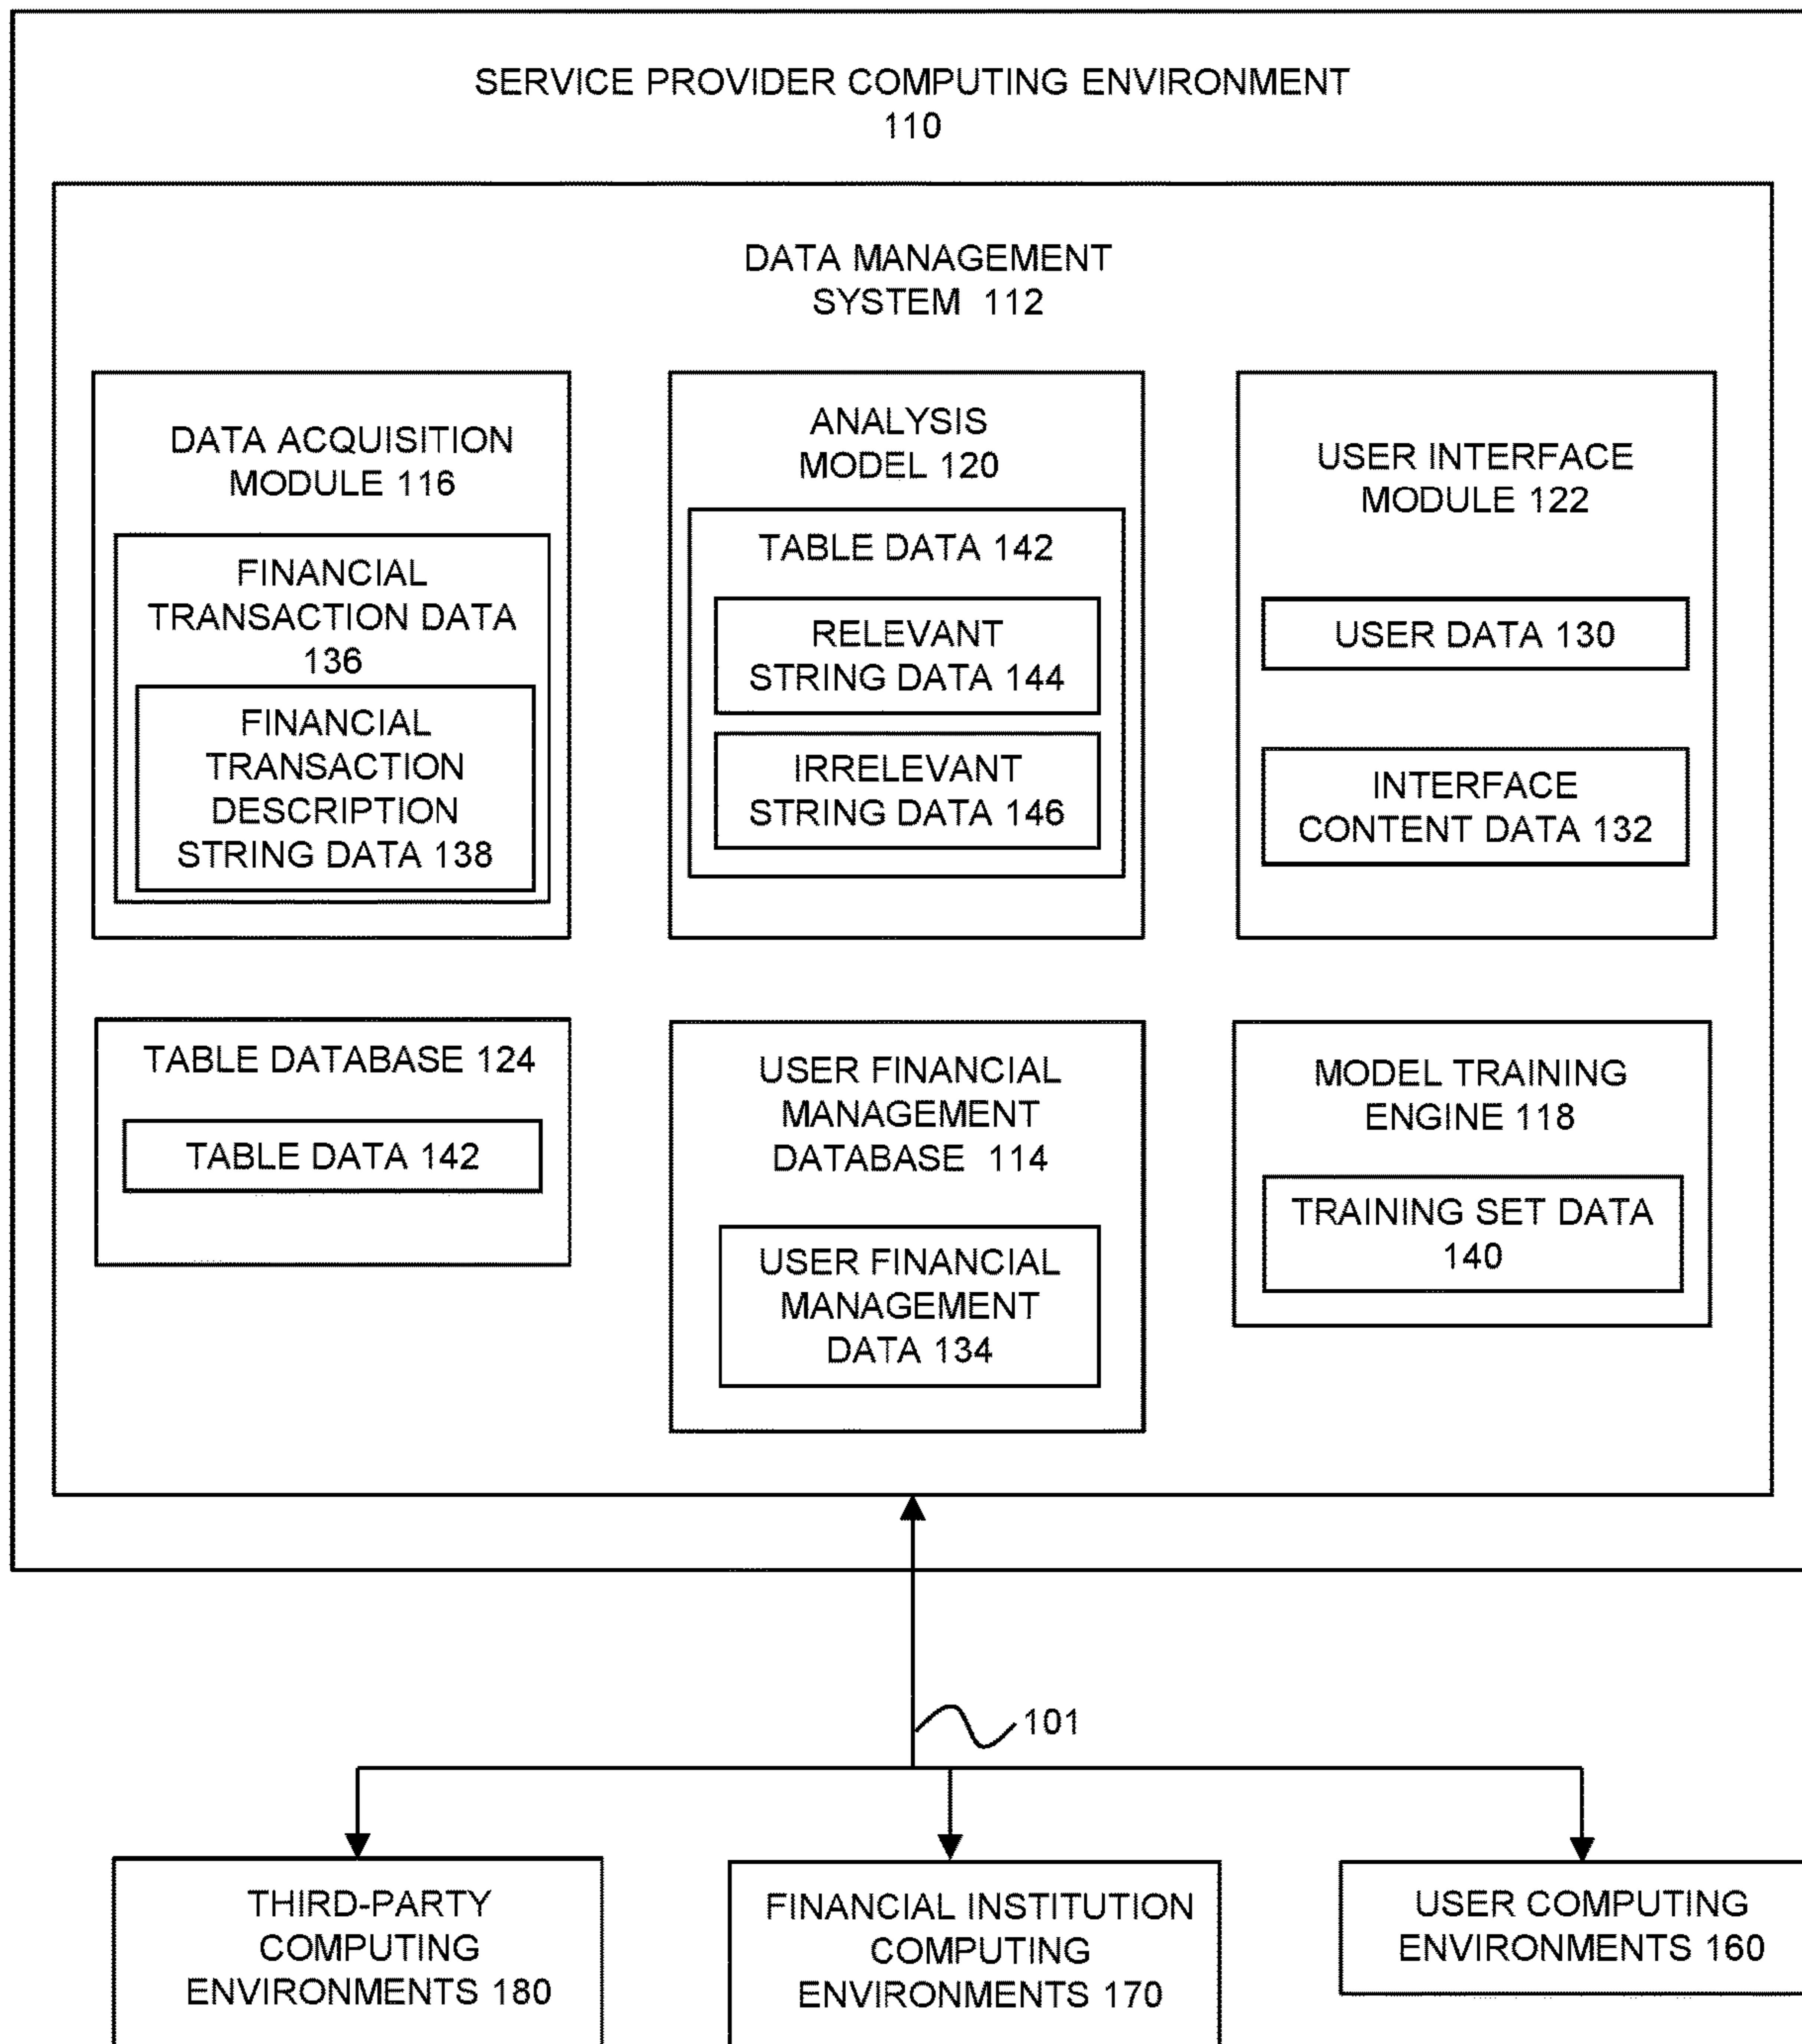 SERVICE PROVIDER COMPUTING ENVIRONMENT
110
DATA MANAGEMENT
SYSTEM 112
DATA ACQUISITION
MODULE 116
FINANCIAL
TRANSACTION DATA
136
FINANCIAL
TRANSACTION
DESCRIPTION
STRING DATA 138
ANALYSIS
MODEL 120
TABLE DATA 142
RELEVANT
STRING DATA 144
IRRELEVANT
STRING DATA 146
USER INTERFACE
MODULE 122
USER DATA 130
INTERFACE
CONTENT DATA 132
TABLE DATABASE 124
TABLE DATA 142
USER FINANCIAL
MANAGEMENT
DATABASE 114
USER FINANCIAL
MANAGEMENT
DATA 134
MODEL TRAINING
ENGINE 118
TRAINING SET DATA
140
101
THIRD-PARTY
COMPUTING
ENVIRONMENTS 180
FINANCIAL INSTITUTION
COMPUTING
ENVIRONMENTS 170
USER COMPUTING
ENVIRONMENTS 160